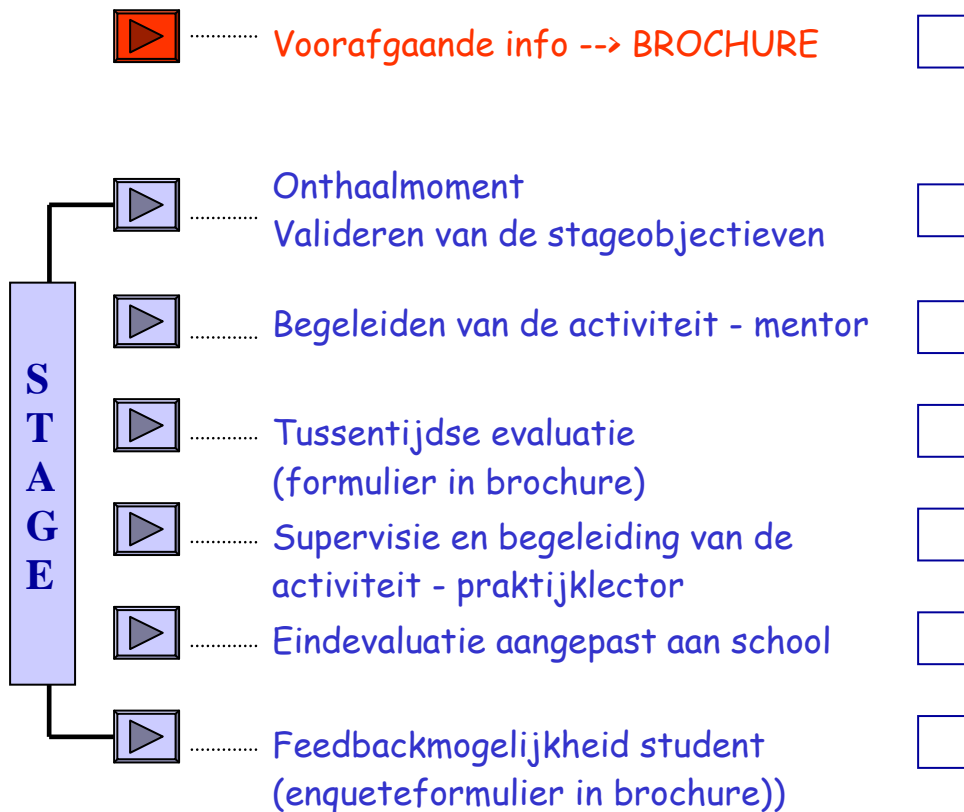 Voorafgaande info --> BROCHURE
Onthaalmoment
Valideren van de stageobjectieven
Begeleiden van de activiteit - mentor
S
T
A
G
E
Tussentijdse evaluatie
(formulier in brochure)
Supervisie en begeleiding van de
activiteit - praktijklector
Eindevaluatie aangepast aan school
Feedbackmogelijkheid student
(enqueteformulier in brochure))